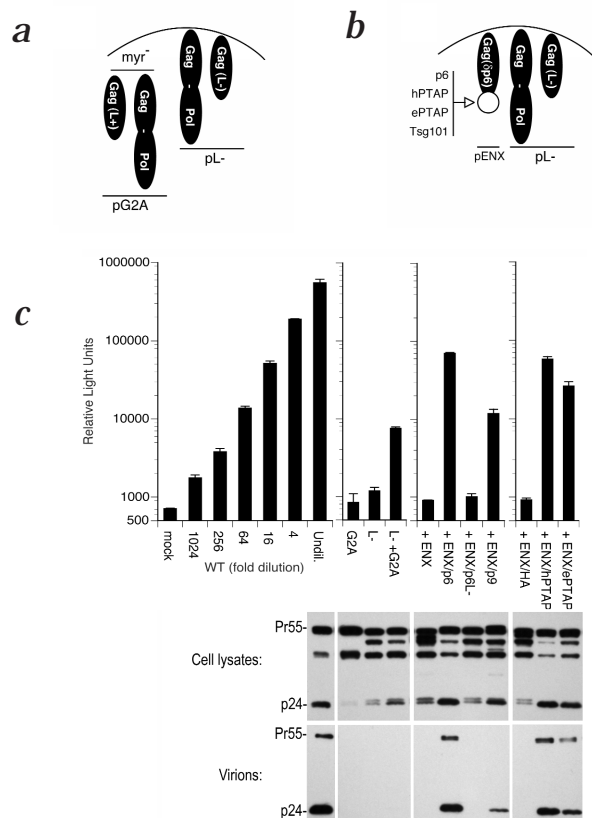 a
myr-
Gag (L+)
Gag
Pol
Gag
Pol
Gag (L-)
pL-
pG2A
b
p6
hPTAP
ePTAP
Tsg101
Gag(δp6)
Gag
Pol
Gag (L-)
pENX
pL-
c
Relative Light Units
1000000
100000
10000
1000
500
mock
1024
256
64
16
4
Undil.
WT (fold dilution)
G2A
L-
L- +G2A
+ ENX
+ ENX/p6
+ ENX/p6L-
+ ENX/p9
+ ENX/HA
+ ENX/hPTAP
+ ENX/ePTAP
Cell lysates:
Pr55-
p24-
Virions:
Pr55-
p24-